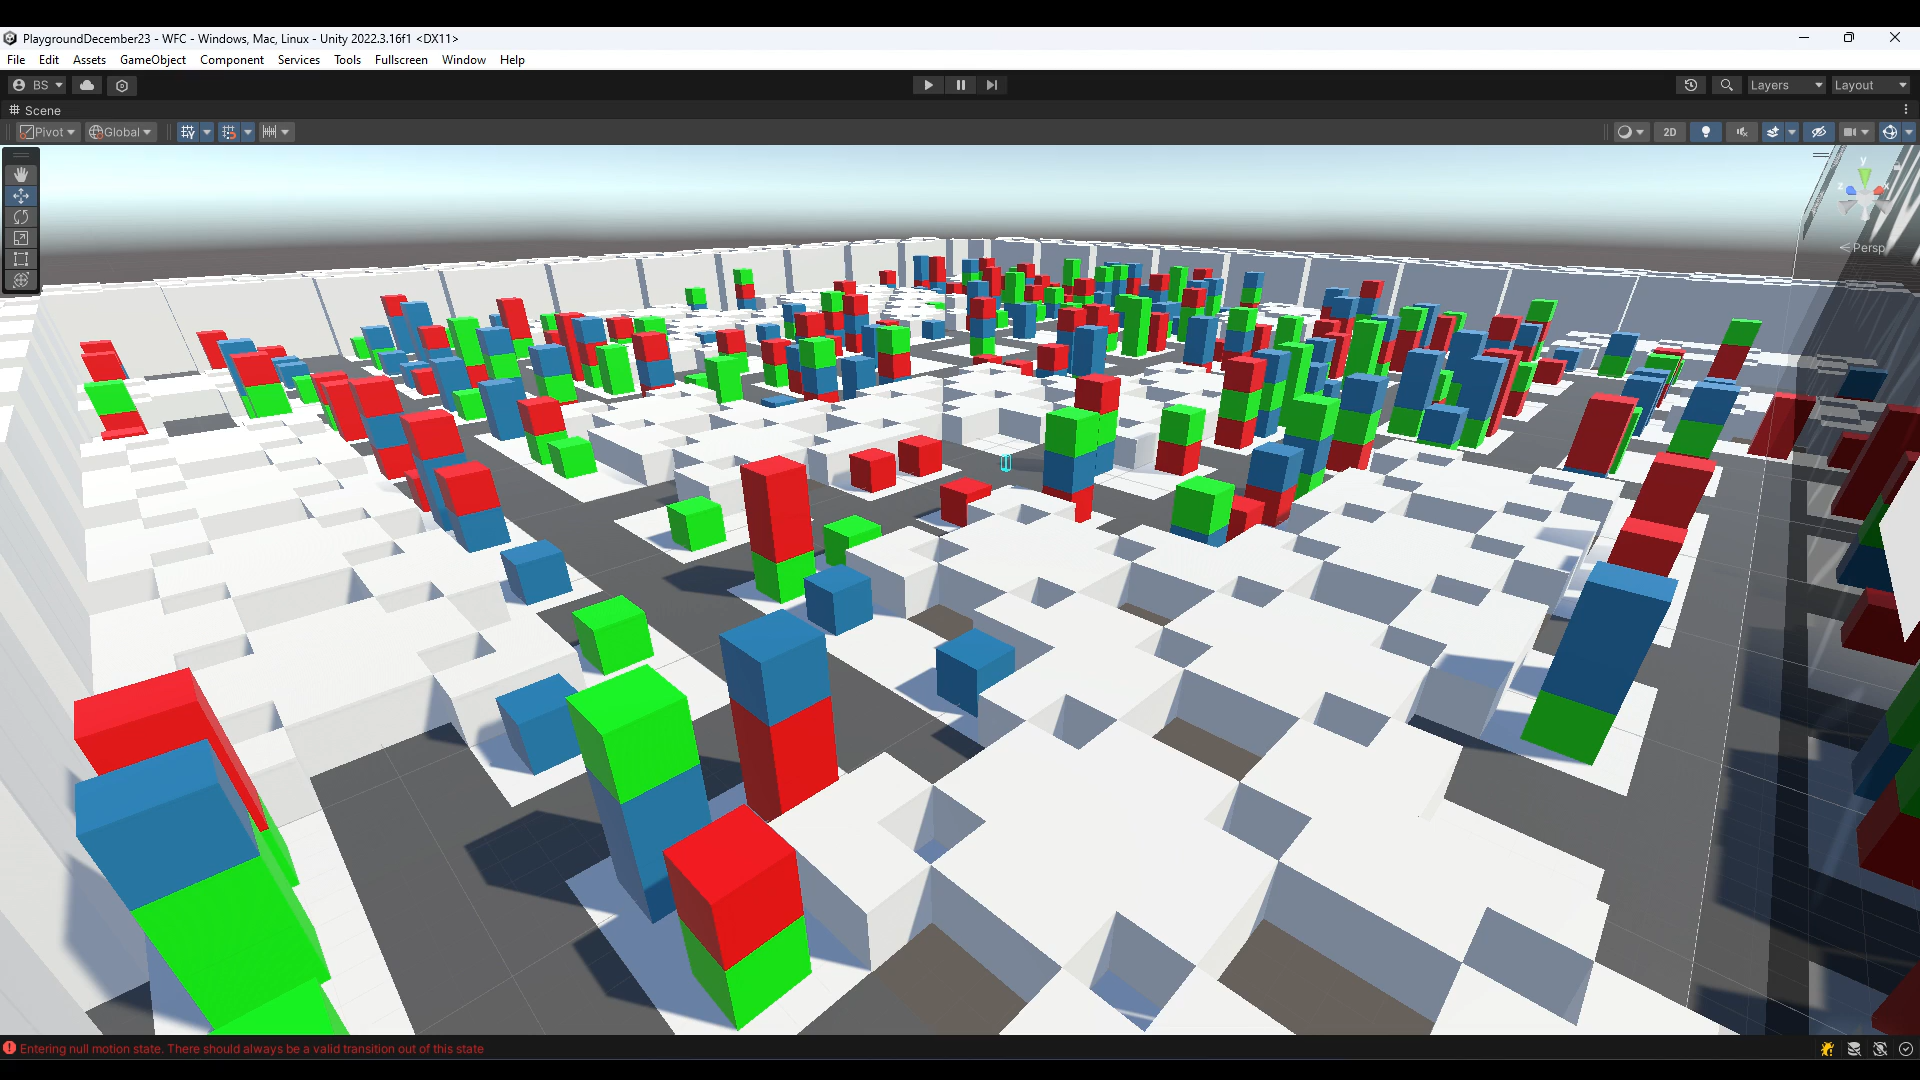 PlaygroundDecember23 - WFC - Windows, Mac, Linux - Unity 2022.3.16f1 <DX11>
File Edit Assets GameObject Component Services Tools Fullscreen Window Help
BS Layers Layout
Scene
Pivot Global 2D
y
z x
Persp
Entering null motion state. There should always be a valid transition out of this state